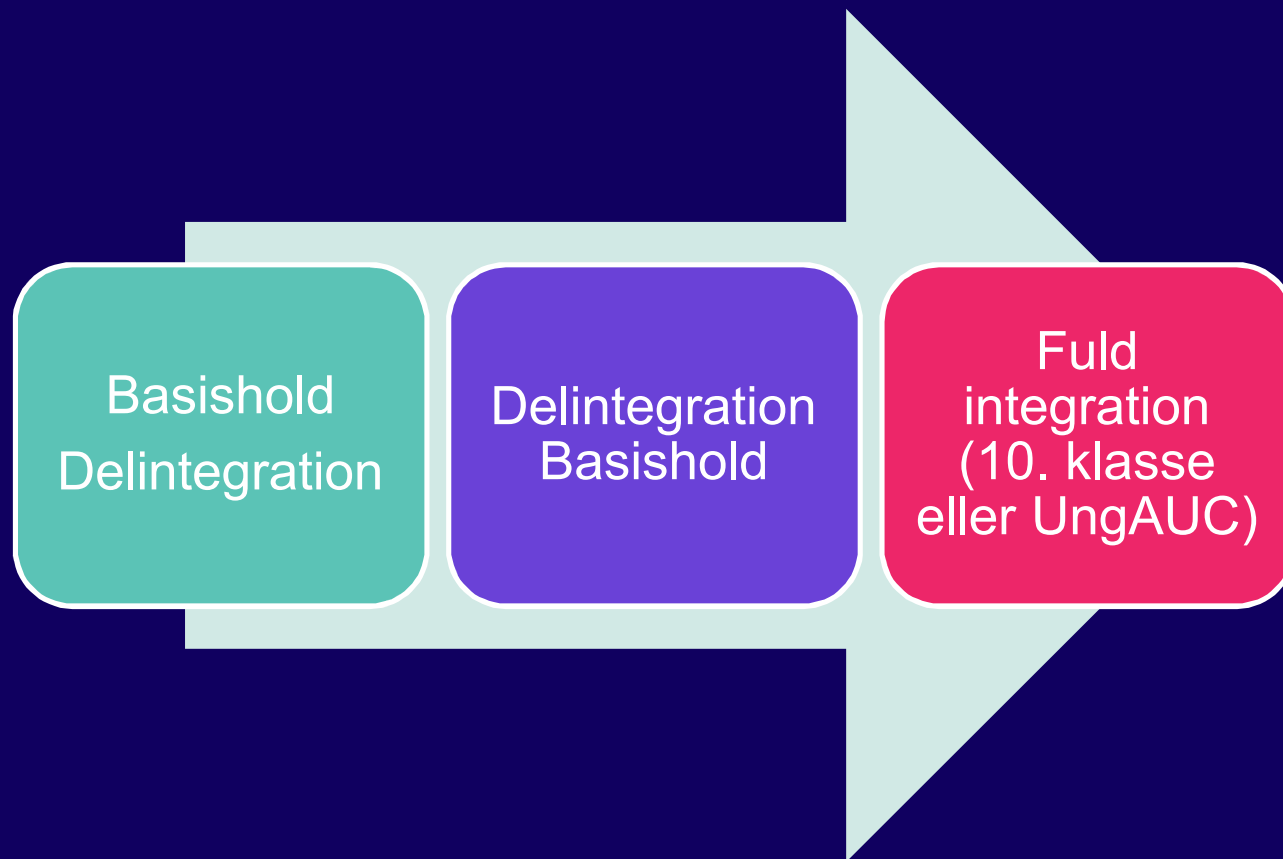 Basishold
Delintegration
Delintegration
Basishold
Fuld
integration
(10. klasse
eller UngAUC)